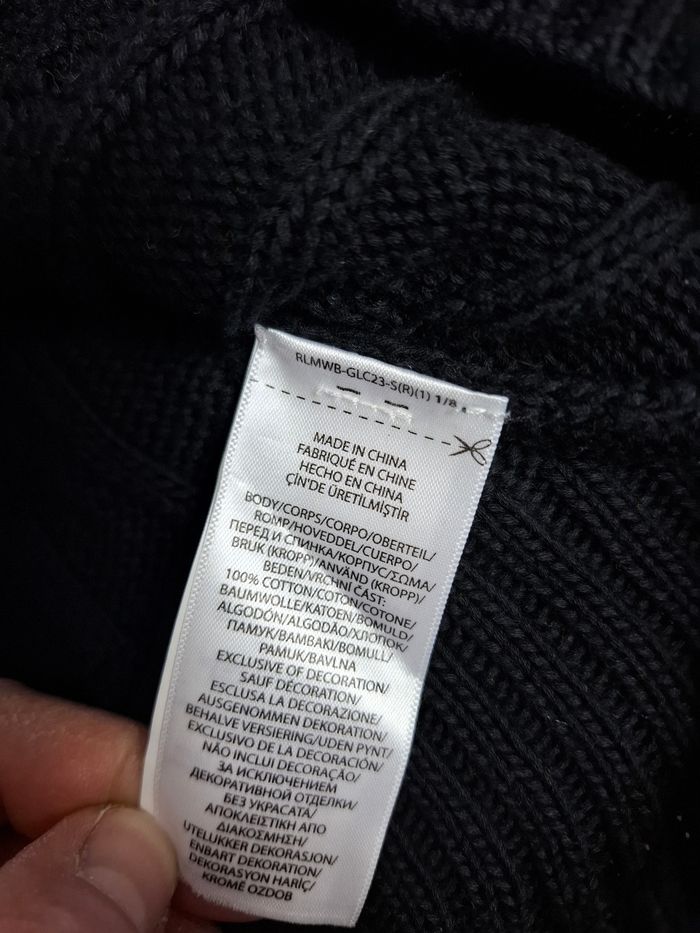 RLMWB-GLC23-S(R)(1) 1/8
MADE IN CHINA
FABRIQUÉ EN CHINE
HECHO EN CHINA
ÇİN'DE ÜRETİLMİŞTİR
BODY/CORPS/CORPO/OBERTEIL/
ROMP/HOVEDDEL/CUERPO/
ПЕРЕД И СПИНКА/КОРПУС/ΣΩΜΑ/
BRUK (KROPP)/ANVÄND (KROPP)/
BEDEN/VRCHNÍ ČÁST:
100% COTTON/COTON/COTONE/
BAUMWOLLE/KATOEN/BOMULD/
ALGODÓN/ALGODÃO/ХЛОПОК/
ПАМУК/ΒΑΜΒΑΚΙ/BOMULL/
PAMUK/BAVLNA
EXCLUSIVE OF DECORATION/
SAUF DÉCORATION/
ESCLUSA LA DECORAZIONE/
AUSGENOMMEN DEKORATION/
BEHALVE VERSIERING/UDEN PYNT/
EXCLUSIVO DE LA DECORACIÓN/
NÃO INCLUI DECORAÇÃO/
ЗА ИСКЛЮЧЕНИЕМ
ДЕКОРАТИВНОЙ ОТДЕЛКИ/
БЕЗ УКРАСАТА/
ΑΠΟΚΛΕΙΣΤΙΚΗ ΑΠΟ
ΔΙΑΚΟΣΜΗΣΗ/
UTELUKKER DEKORASJON/
ENBART DEKORATION/
DEKORASYON HARİÇ/
KROMĚ OZDOB